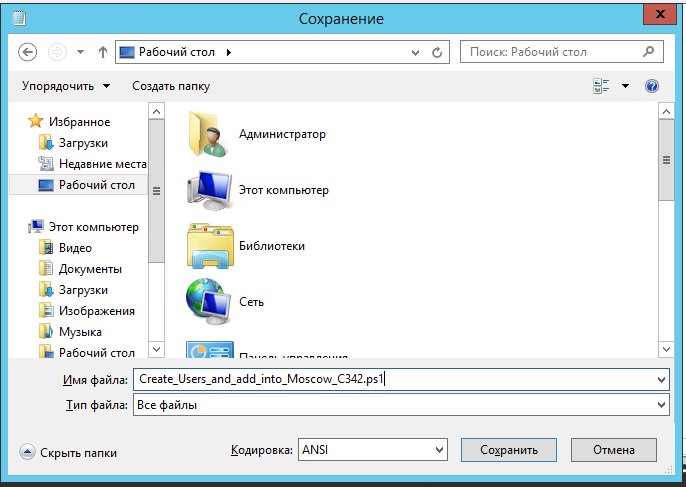 Сохранение
Рабочий стол
Поиск: Рабочий стол
Упорядочить Создать папку
Избранное
Загрузки
Недавние места
Рабочий стол
Этот компьютер
Видео
Документы
Загрузки
Изображения
Музыка
Рабочий стол
Администратор
Этот компьютер
Библиотеки
Сеть
Панель управления
Имя файла: Create_Users_and_add_into_Moscow_C342.ps1
Тип файла: Все файлы
Скрыть папки Кодировка: ANSI Сохранить Отмена